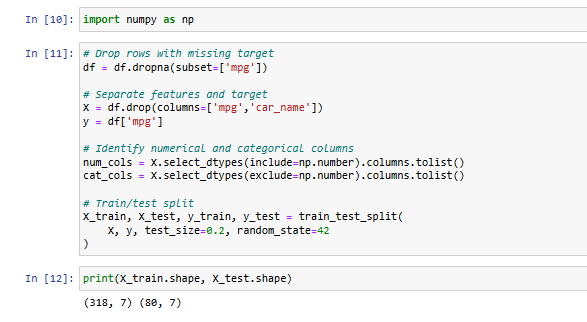 In [10]: import numpy as np
In [11]: # Drop rows with missing target
df = df.dropna(subset=['mpg'])
# Separate features and target
X = df.drop(columns=['mpg','car_name'])
y = df['mpg']
# Identify numerical and categorical columns
num_cols = X.select_dtypes(include=np.number).columns.tolist()
cat_cols = X.select_dtypes(exclude=np.number).columns.tolist()
# Train/test split
X_train, X_test, y_train, y_test = train_test_split(
    X, y, test_size=0.2, random_state=42
)
In [12]: print(X_train.shape, X_test.shape)
(318, 7) (80, 7)